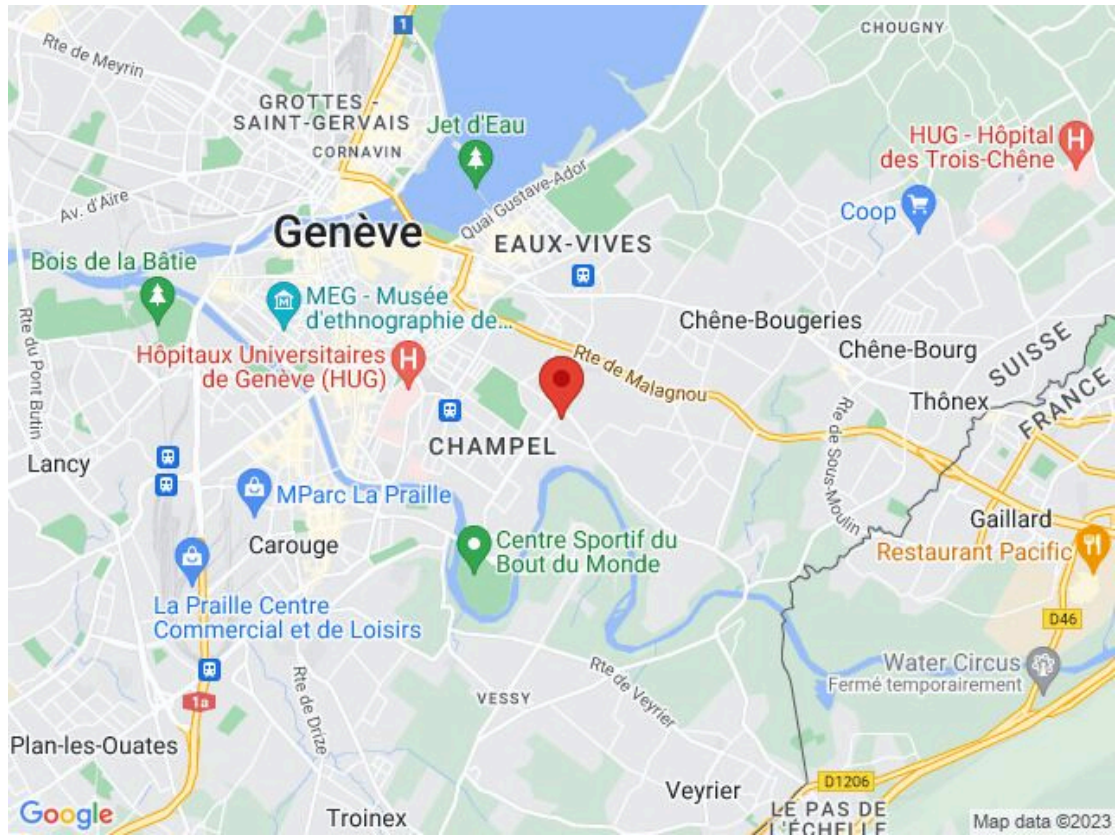 CHOUGNY
1
Rte de Meyrin
GROTTES -
SAINT-GERVAIS
CORNAVIN
Jet d'Eau
HUG - Hôpital
des Trois-Chêne
Quai Gustave-Ador
Av. d'Aïre
Coop
Genève
EAUX-VIVES
Bois de la Bâtie
MEG - Musée
d'ethnographie de...
Chêne-Bougeries
Rte du Pont Butin
Hôpitaux Universitaires
de Genève (HUG)
Rte de Malagnou
Chêne-Bourg
SUISSE
FRANCE
Thônex
CHAMPEL
Rte de Sous-Moulin
Lancy
MParc La Praille
Gaillard
Carouge
Centre Sportif du
Bout du Monde
Restaurant Pacific
La Praille Centre
Commercial et de Loisirs
D46
Water Circus
Fermé temporairement
Rte de Veyrier
Rte de Drize
VESSY
1a
Plan-les-Ouates
D1206
Veyrier
LE PAS DE
L'ÉCHELLE
Troinex
Google
Map data ©2023